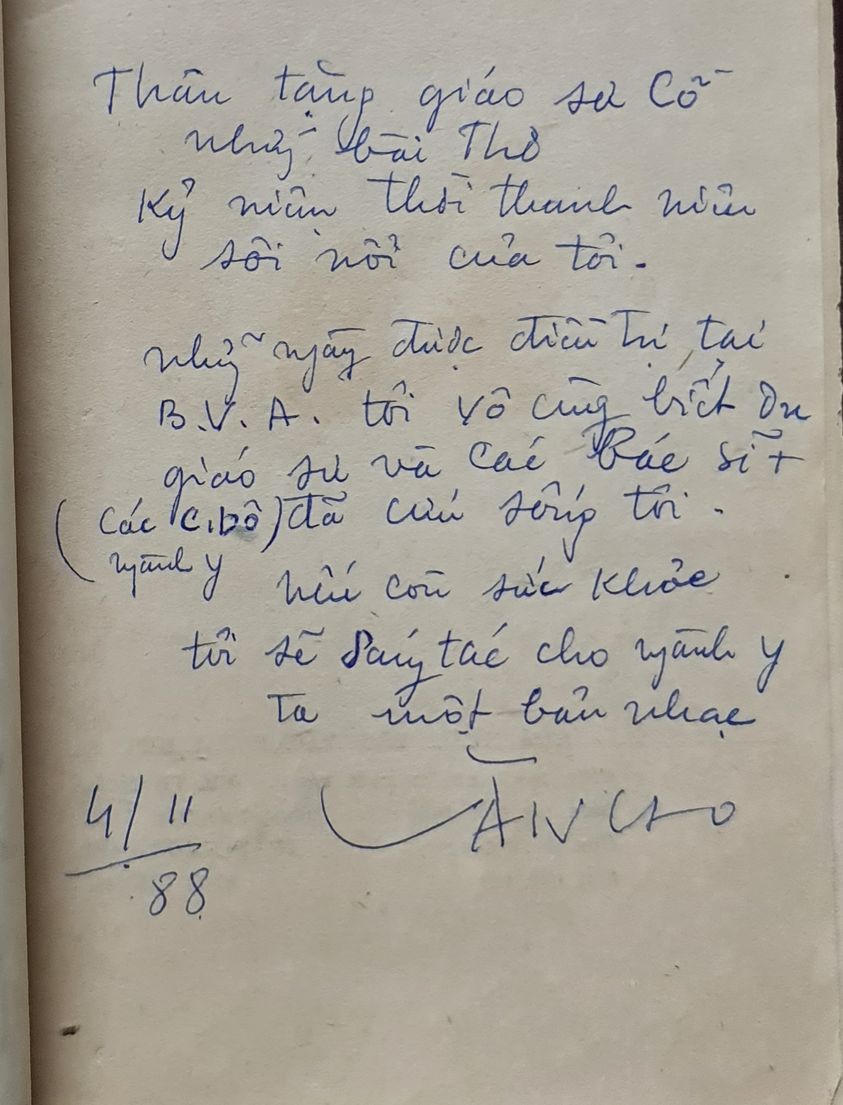 Thân tặng giáo sư Cỗ
những bài Thơ
Kỷ niệm thời thanh niên
sôi nổi của tôi.
những ngày được điều trị tại
B.V.A. tôi vô cùng biết ơn
giáo sư và các Bác sĩ +
(các c.bộ) đã cứu sống tôi.
ngành y
nếu còn sức khỏe
tôi sẽ sáng tác cho ngành y
ta một bản nhạc
VĂN CAO
4/11
88